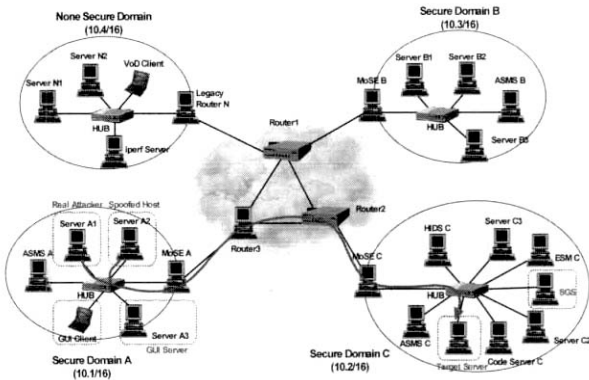 None Secure Domain
(10.4/16)
Server N2
VoD Client
Server N1
Legacy
Router N
HUB
iperf Server
Secure Domain B
(10.3/16)
Server B1
Server B2
MoSE B
ASMS B
HUB
Server B3
Router1
Router2
Router3
Real Attacker
Spoofed Host
Server A1
Server A2
ASMS A
MoSE A
HUB
GUI Client
Server A3
GUI Server
Secure Domain A
(10.1/16)
HIDS C
Server C3
MoSE C
ESM C
HUB
SGS
ASMS C
Server C2
Target Server
Code Server C
Secure Domain C
(10.2/16)